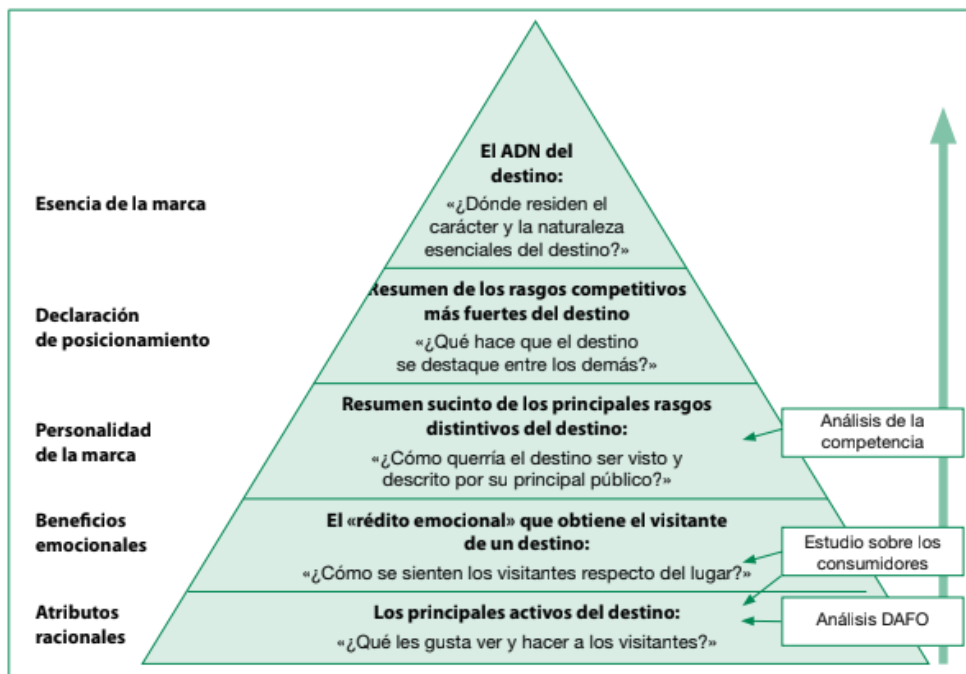 El ADN del
destino:
Esencia de la marca
«¿Dónde residen el
carácter y la naturaleza
esenciales del destino?»
Resumen de los rasgos competitivos
más fuertes del destino
Declaración
de posicionamiento
«¿Qué hace que el destino
se destaque entre los demás?»
Resumen sucinto de los principales rasgos
distintivos del destino:
Personalidad
de la marca
«¿Cómo querría el destino ser visto y
descrito por su principal público?»
Análisis de la
competencia
Beneficios
emocionales
El «rédito emocional» que obtiene el visitante
de un destino:
«¿Cómo se sienten los visitantes respecto del lugar?»
Estudio sobre los
consumidores
Atributos
racionales
Los principales activos del destino:
«¿Qué les gusta ver y hacer a los visitantes?»
Análisis DAFO